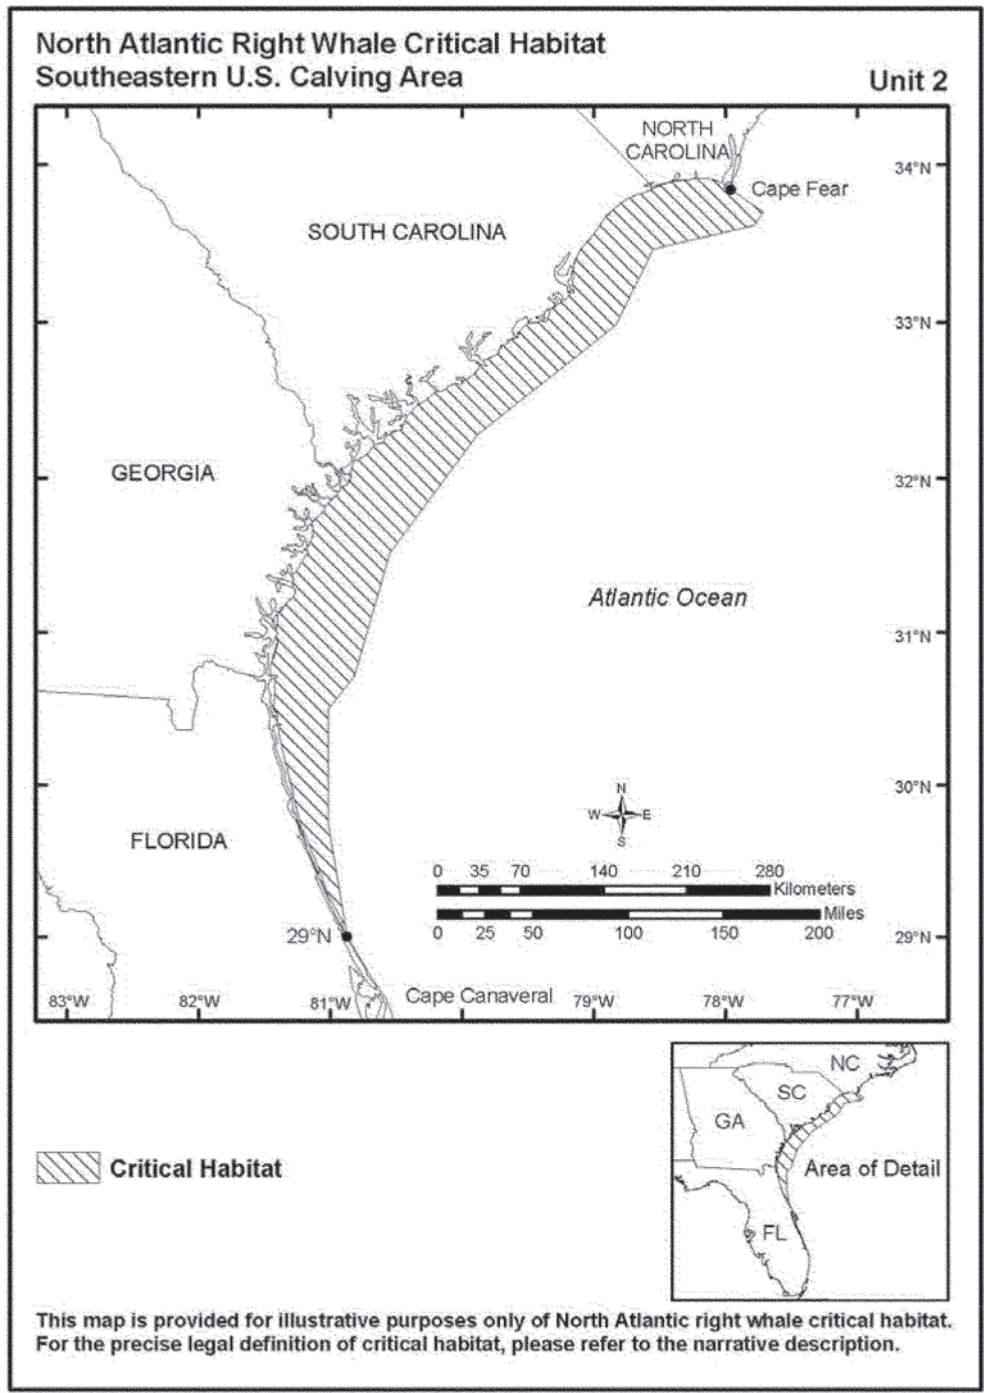 North Atlantic Right Whale Critical Habitat
Southeastern U.S. Calving Area
Unit 2
NORTH
CAROLINA
34°N
Cape Fear
SOUTH CAROLINA
33°N
GEORGIA
32°N
Atlantic Ocean
31°N
30°N
N
W E
S
FLORIDA
0 35 70 140 210 280
Kilometers
Miles
0 25 50 100 150 200
29°N
29°N
Cape Canaveral
83°W 82°W 81°W 79°W 78°W 77°W
NC
SC
GA
Area of Detail
FL
Critical Habitat
This map is provided for illustrative purposes only of North Atlantic right whale critical habitat.
For the precise legal definition of critical habitat, please refer to the narrative description.